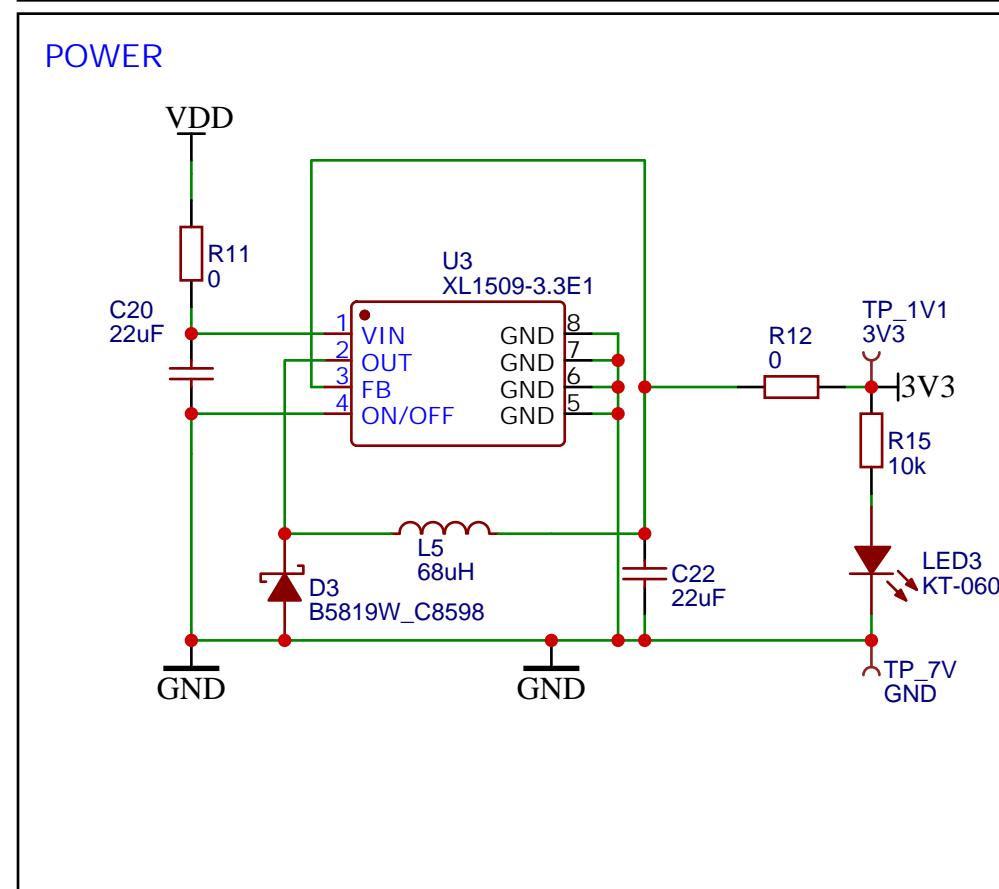 POWER
VDD
R11
0
C20
22uF
U3
XL1509-3.3E1
1
VIN
2
OUT
3
FB
4
ON/OFF
GND
8
GND
7
GND
6
GND
5
R12
0
TP_1V1
3V3
3V3
R15
10k
L5
68uH
D3
B5819W_C8598
C22
22uF
LED3
KT-060
GND
GND
TP_7V
GND